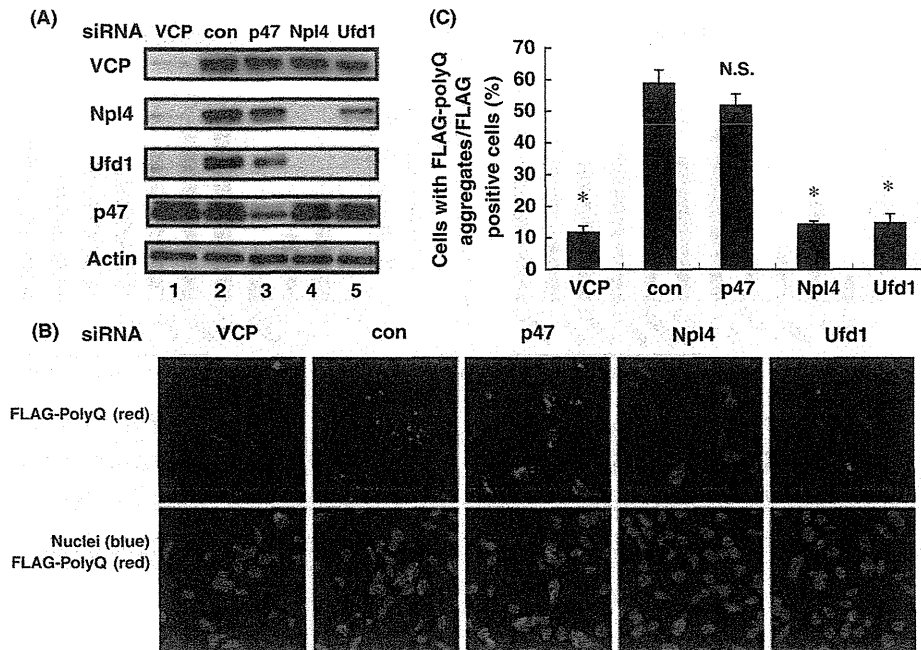 (A)
siRNA VCP con p47 Npl4 Ufd1
VCP
Npl4
Ufd1
p47
Actin
1 2 3 4 5
(C)
Cells with FLAG-polyQ
aggregates/FLAG
positive cells (%)
70
60
50
40
30
20
10
0
*
N.S.
*
*
VCP con p47 Npl4 Ufd1
(B) siRNA VCP con p47 Npl4 Ufd1
FLAG-PolyQ (red)
Nuclei (blue)
FLAG-PolyQ (red)